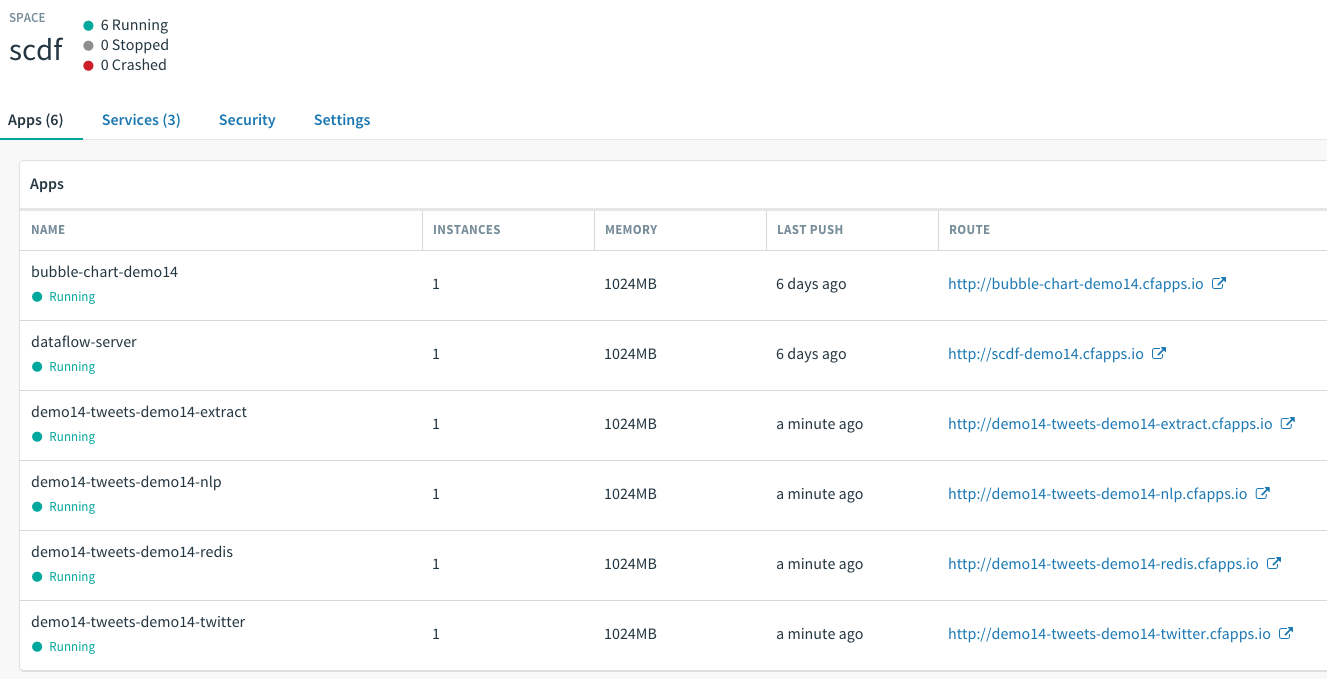 SPACE
scdf
6 Running
0 Stopped
0 Crashed
Apps (6) Services (3) Security Settings
Apps
NAME INSTANCES MEMORY LAST PUSH ROUTE
bubble-chart-demo14
Running
1 1024MB 6 days ago http://bubble-chart-demo14.cfapps.io
dataflow-server
Running
1 1024MB 6 days ago http://scdf-demo14.cfapps.io
demo14-tweets-demo14-extract
Running
1 1024MB a minute ago http://demo14-tweets-demo14-extract.cfapps.io
demo14-tweets-demo14-nlp
Running
1 1024MB a minute ago http://demo14-tweets-demo14-nlp.cfapps.io
demo14-tweets-demo14-redis
Running
1 1024MB a minute ago http://demo14-tweets-demo14-redis.cfapps.io
demo14-tweets-demo14-twitter
Running
1 1024MB a minute ago http://demo14-tweets-demo14-twitter.cfapps.io